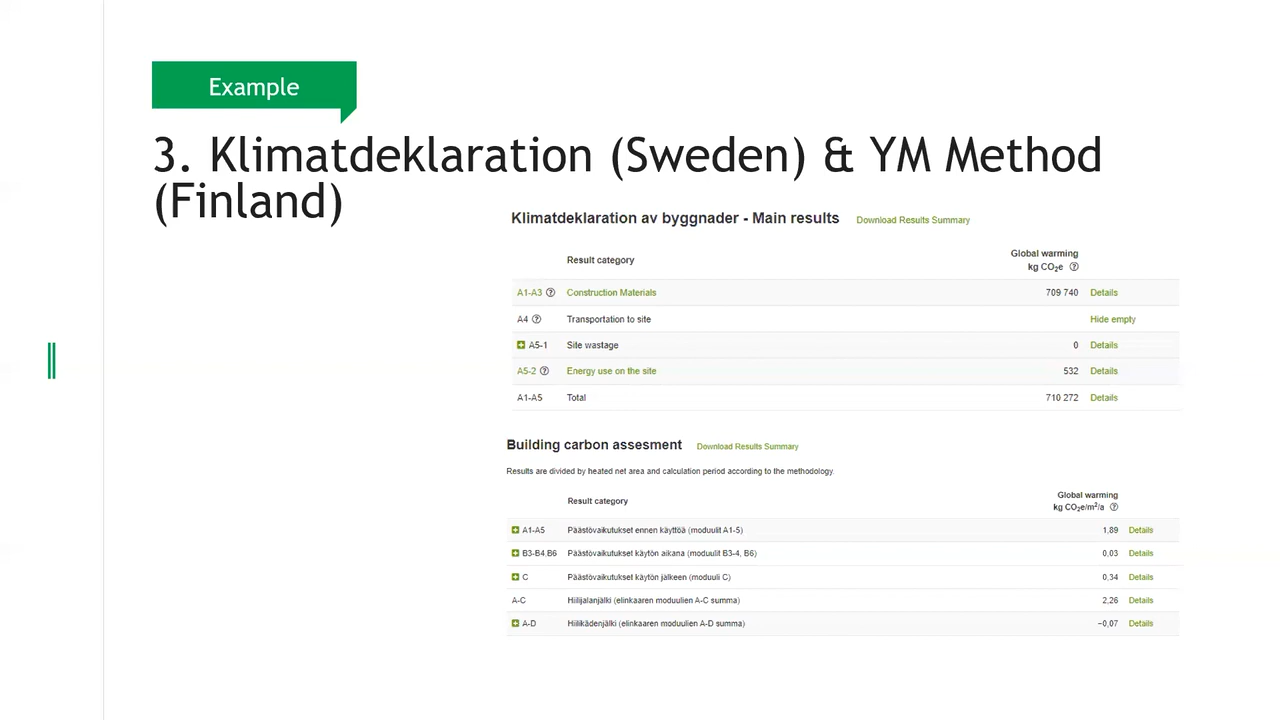 Example
3. Klimatdeklaration (Sweden) & YM Method
(Finland)
Klimatdeklaration av byggnader - Main results Download Results Summary
Result category Global warming
kg CO₂e ?
A1-A3 ? Construction Materials 709 740 Details
A4 ? Transportation to site Hide empty
A5-1 Site wastage 0 Details
A5-2 ? Energy use on the site 532 Details
A1-A5 Total 710 272 Details
Building carbon assesment Download Results Summary
Results are divided by heated net area and calculation period according to the methodology.
Result category Global warming
kg CO₂e/m²/a ?
A1-A5 Päästövaikutukset ennen käyttöä (moduulit A1-5) 1,89 Details
B3-B4,B6 Päästövaikutukset käytön aikana (moduulit B3-4, B6) 0,03 Details
C Päästövaikutukset käytön jälkeen (moduuli C) 0,34 Details
A-C Hiilijalanjälki (elinkaaren moduulien A-C summa) 2,26 Details
A-D Hiilikädenjälki (elinkaaren moduulien A-D summa) −0,07 Details